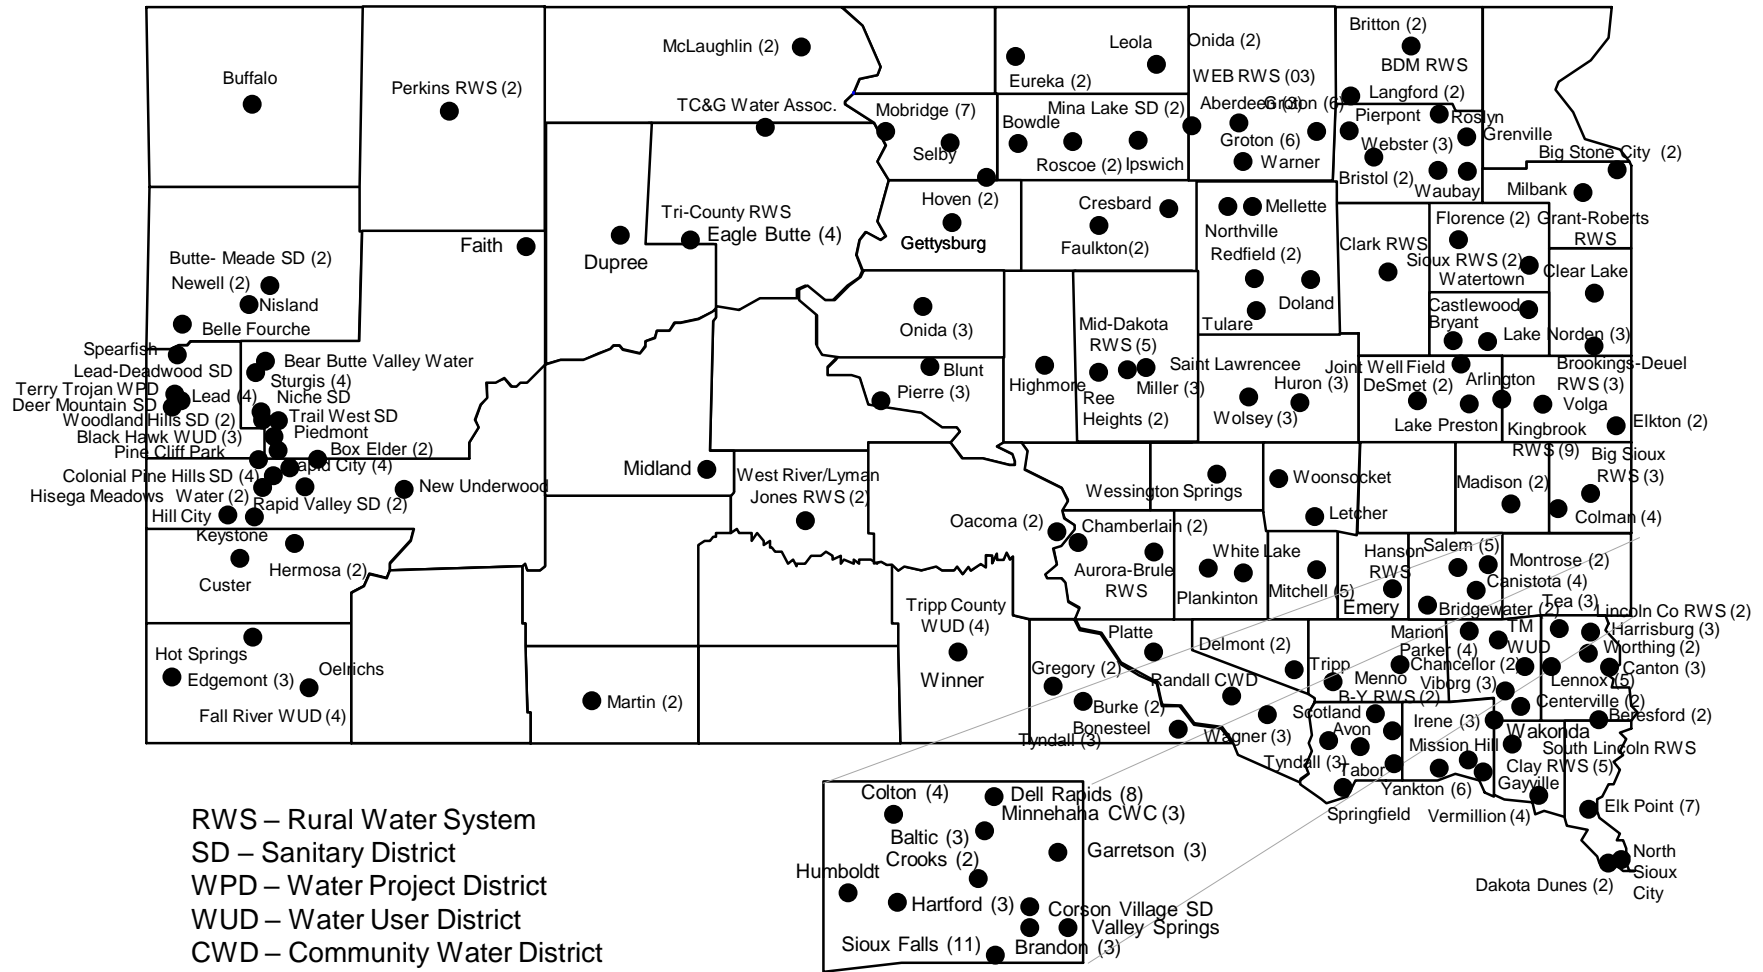 Buffalo
Perkins RWS (2)
McLaughlin (2)
TC&G Water Assoc.
Eureka (2)
Leola
Onida (2)
WEB RWS (03)
Aberdeen (3)
Groton (6)
Groton (6)
Warner
Britton (2)
BDM RWS
Langford (2)
Pierpont
Roslyn
Grenville
Webster (3)
Bristol (2)
Waubay
Big Stone City (2)
Milbank
Grant-Roberts
RWS
Mobridge (7)
Selby
Bowdle
Mina Lake SD (2)
Roscoe (2)
Ipswich
Hoven (2)
Gettysburg
Cresbard
Faulkton(2)
Mellette
Northville
Redfield (2)
Doland
Tulare
Clark RWS
Florence (2)
Sioux RWS (2)
Watertown
Clear Lake
Castlewood
Bryant
Lake Norden (3)
Faith
Dupree
Tri-County RWS
Eagle Butte (4)
Butte- Meade SD (2)
Newell (2)
Nisland
Belle Fourche
Spearfish
Lead-Deadwood SD
Terry Trojan WPD
Deer Mountain SD
Lead (4)
Woodland Hills SD (2)
Black Hawk WUD (3)
Pine Cliff Park
Colonial Pine Hills SD (4)
Hisega Meadows Water (2)
Hill City
Bear Butte Valley Water
Sturgis (4)
Niche SD
Trail West SD
Piedmont
Box Elder (2)
Rapid City (4)
Rapid Valley SD (2)
New Underwood
Keystone
Hermosa (2)
Custer
Hot Springs
Edgemont (3)
Oelrichs
Fall River WUD (4)
Martin (2)
Midland
West River/Lyman
Jones RWS (2)
Onida (3)
Blunt
Pierre (3)
Highmore
Mid-Dakota
RWS (5)
Ree
Heights (2)
Miller (3)
Saint Lawrencee
Huron (3)
Wolsey (3)
Joint Well Field
DeSmet (2)
Arlington
Lake Preston
Brookings-Deuel
RWS (3)
Volga
Elkton (2)
Kingbrook
RWS (9)
Big Sioux
RWS (3)
Madison (2)
Colman (4)
Wessington Springs
Woonsocket
Letcher
Oacoma (2)
Chamberlain (2)
Aurora-Brule
RWS
White Lake
Plankinton
Mitchell (5)
Hanson
RWS
Emery
Salem (5)
Montrose (2)
Canistota (4)
Bridgewater (2)
Tea (3)
Lincoln Co RWS (2)
Harrisburg (3)
Worthing (2)
Canton (3)
Lennox (5)
TM
WUD
Marion
Parker (4)
Chancellor (2)
Viborg (3)
Centerville (2)
Beresford (2)
Menno
B-Y RWS (2)
Tripp County
WUD (4)
Winner
Gregory (2)
Burke (2)
Bonesteel
Tyndall (3)
Platte
Randall CWD
Delmont (2)
Tripp
Wagner (3)
Scotland
Avon
Tyndall (3)
Tabor
Springfield
Irene (3)
Mission Hill
Yankton (6)
Wakonda
South Lincoln RWS
Clay RWS (5)
Gayville
Vermillion (4)
Elk Point (7)
Dakota Dunes (2)
North
Sioux
City
Colton (4)
Dell Rapids (8)
Minnehaha CWC (3)
Baltic (3)
Crooks (2)
Garretson (3)
Humboldt
Hartford (3)
Corson Village SD
Valley Springs
Sioux Falls (11)
Brandon (3)
RWS – Rural Water System
SD – Sanitary District
WPD – Water Project District
WUD – Water User District
CWD – Community Water District